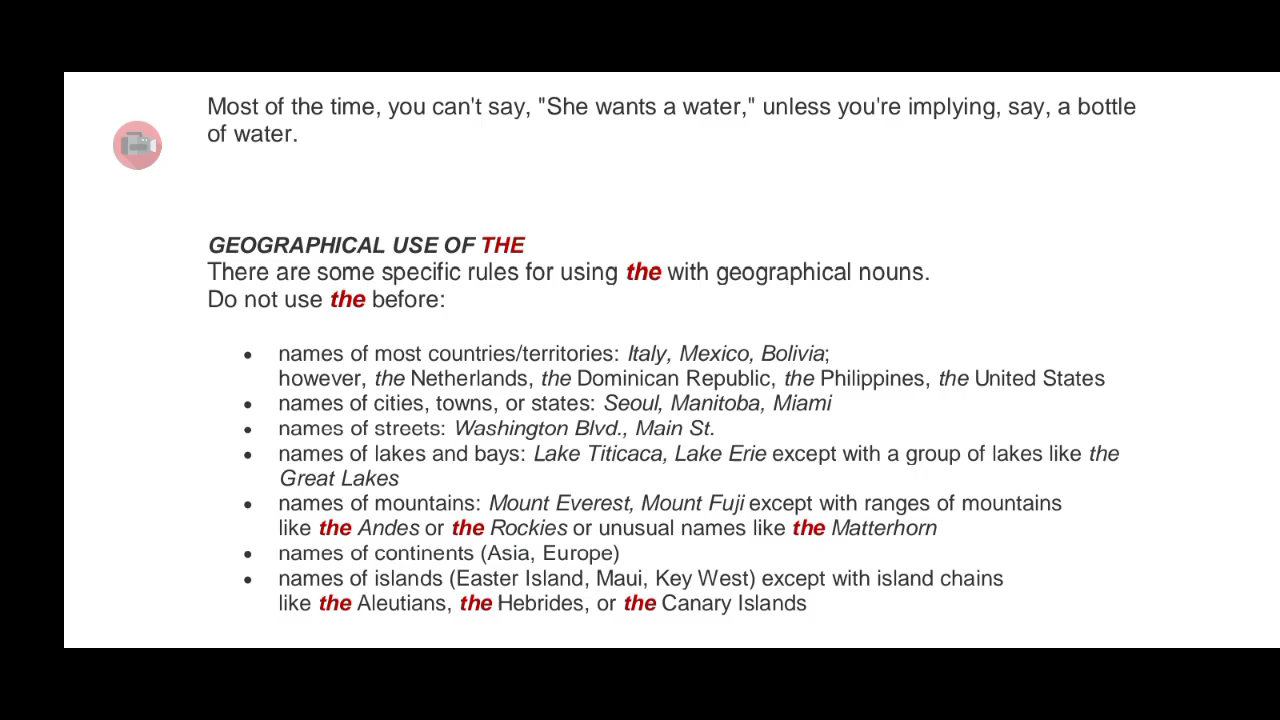 Most of the time, you can't say, "She wants a water," unless you're implying, say, a bottle
of water.
GEOGRAPHICAL USE OF THE
There are some specific rules for using the with geographical nouns.
Do not use the before:
• names of most countries/territories: Italy, Mexico, Bolivia;
however, the Netherlands, the Dominican Republic, the Philippines, the United States
• names of cities, towns, or states: Seoul, Manitoba, Miami
• names of streets: Washington Blvd., Main St.
• names of lakes and bays: Lake Titicaca, Lake Erie except with a group of lakes like the
Great Lakes
• names of mountains: Mount Everest, Mount Fuji except with ranges of mountains
like the Andes or the Rockies or unusual names like the Matterhorn
• names of continents (Asia, Europe)
• names of islands (Easter Island, Maui, Key West) except with island chains
like the Aleutians, the Hebrides, or the Canary Islands